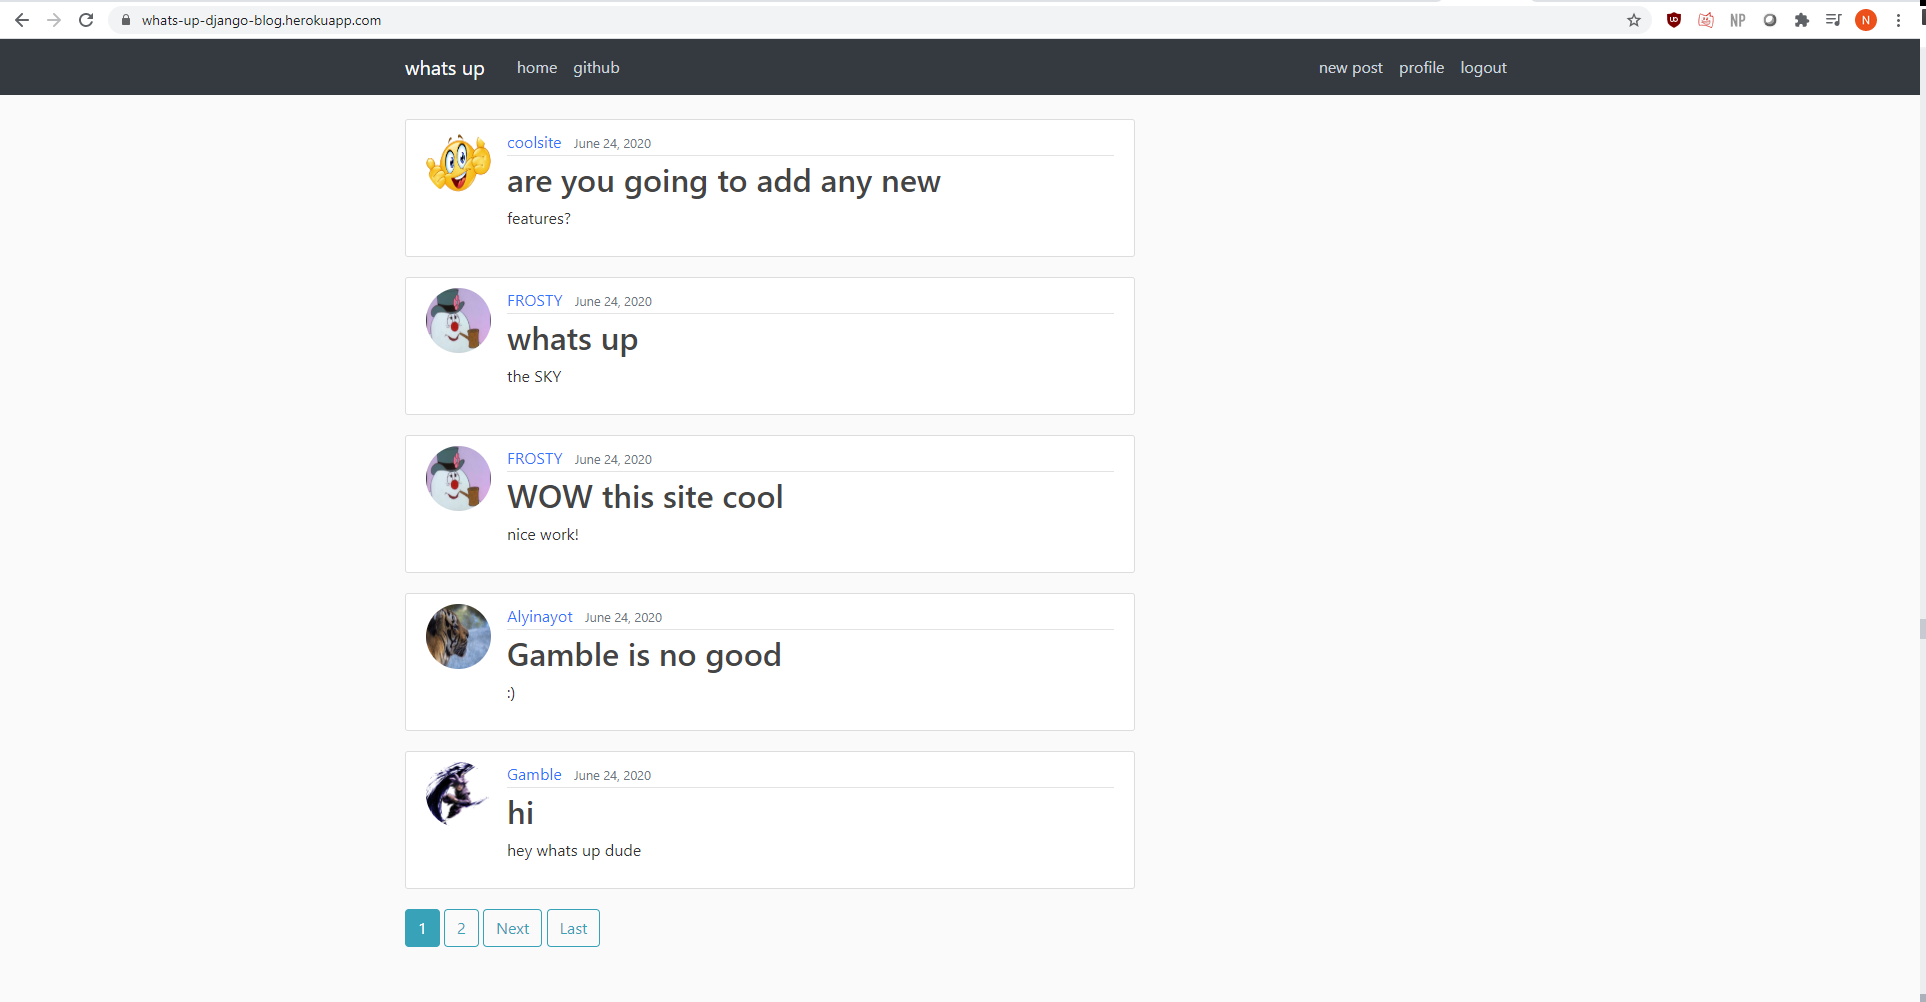 whats-up-django-blog.herokuapp.com
NP
N
whats up home github new post profile logout
coolsite June 24, 2020
are you going to add any new
features?
FROSTY June 24, 2020
whats up
the SKY
FROSTY June 24, 2020
WOW this site cool
nice work!
Alyinayot June 24, 2020
Gamble is no good
:)
Gamble June 24, 2020
hi
hey whats up dude
1 2 Next Last